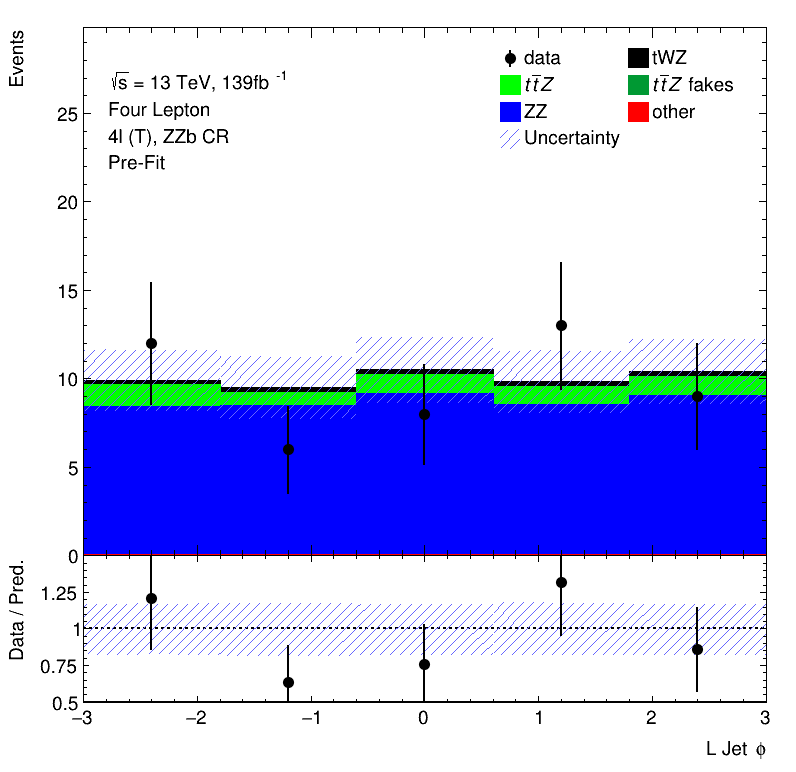 Events
√s = 13 TeV, 139fb⁻¹
Four Lepton
4l (T), ZZb CR
Pre-Fit
data
tWZ
tt̄Z
tt̄Z fakes
ZZ
other
Uncertainty
25
20
15
10
5
0
Data / Pred.
1.25
1
0.75
0.5
−3 −2 −1 0 1 2 3
L Jet ϕ